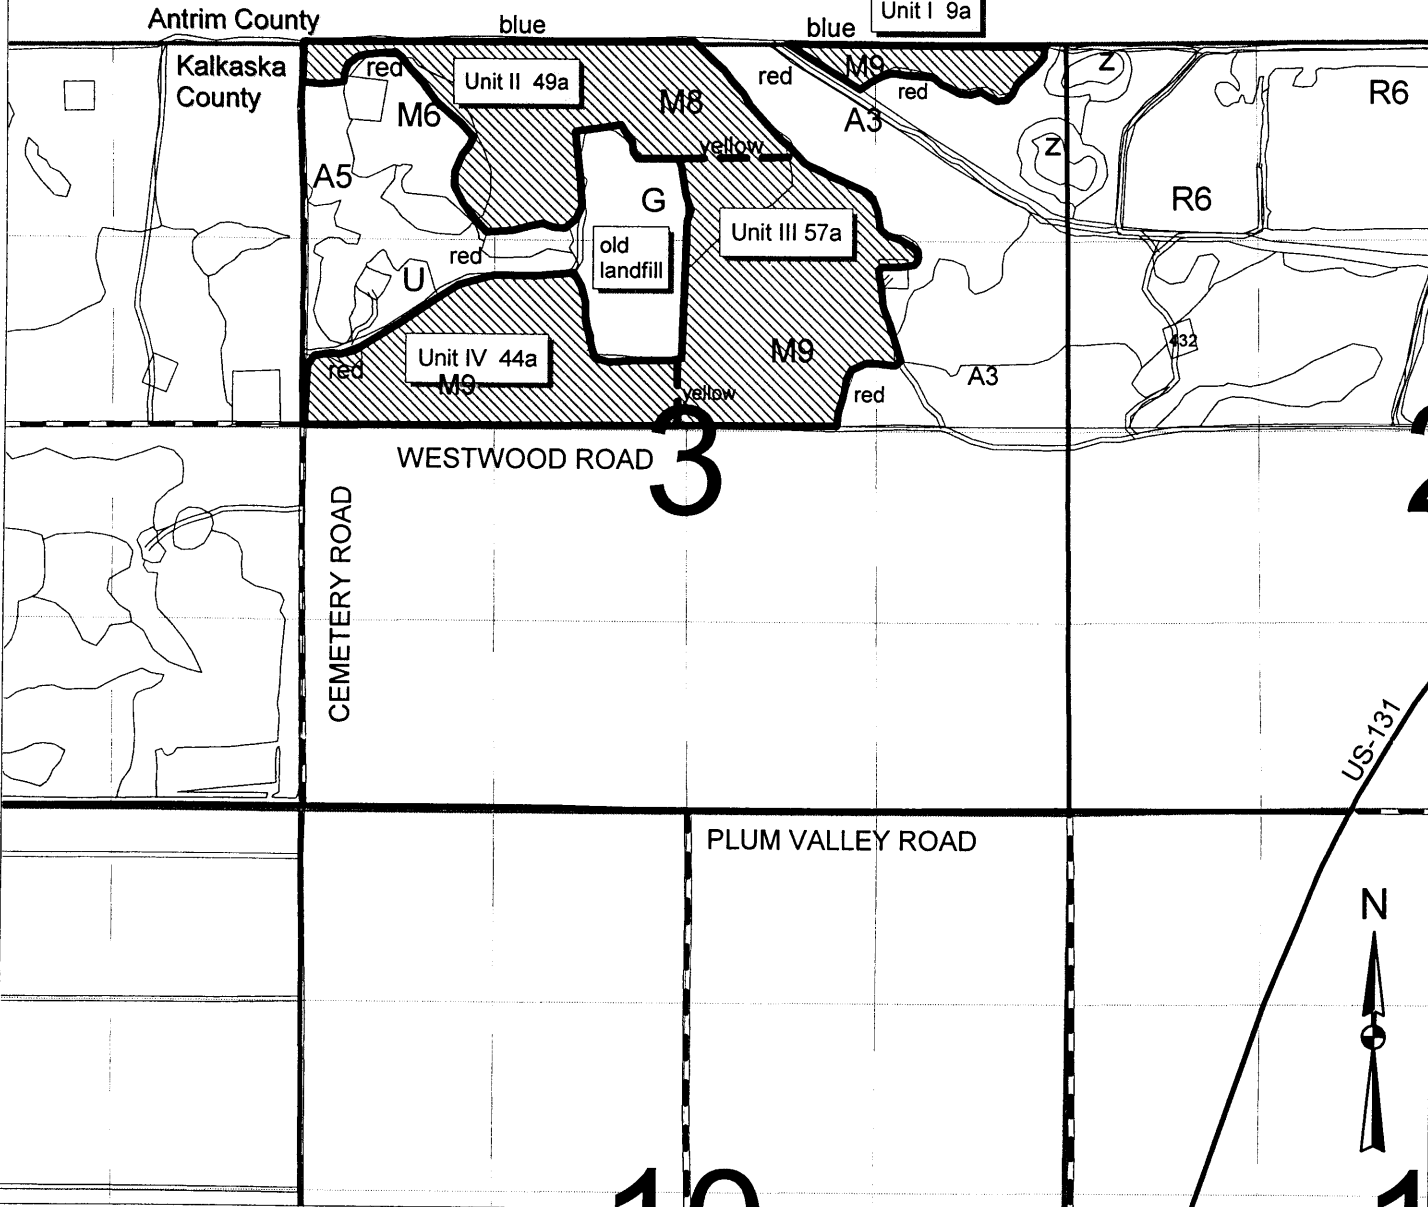 Unit I 9a
Antrim County
blue
blue
Kalkaska
County
red
Unit II 49a
red
M9
red
R6
Z
M6
M8
A3
yellow
Z
A5
G
R6
Unit III 57a
old
landfill
red
U
432
Unit IV 44a
M9
M9
red
A3
yellow
red
3
WESTWOOD ROAD
CEMETERY ROAD
US-131
PLUM VALLEY ROAD
N
10